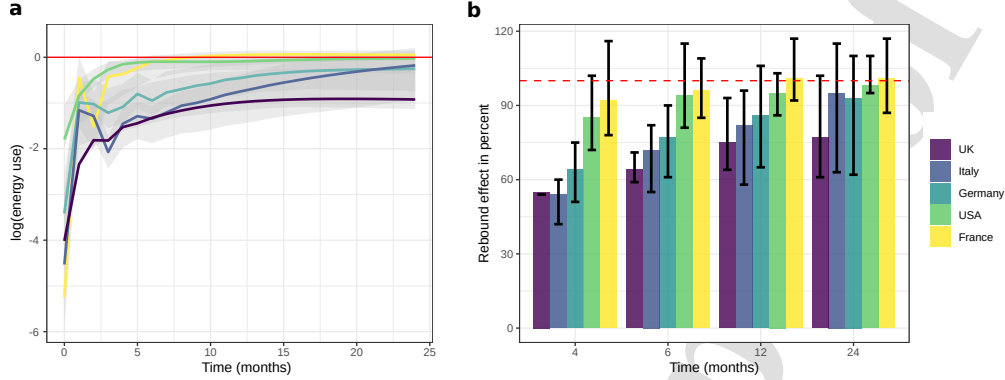 a
log(energy use)
0
-2
-4
-6
0 5 10 15 20 25
Time (months)
b
Rebound effect in percent
120
90
60
30
0
4 6 12 24
Time (months)
UK
Italy
Germany
USA
France